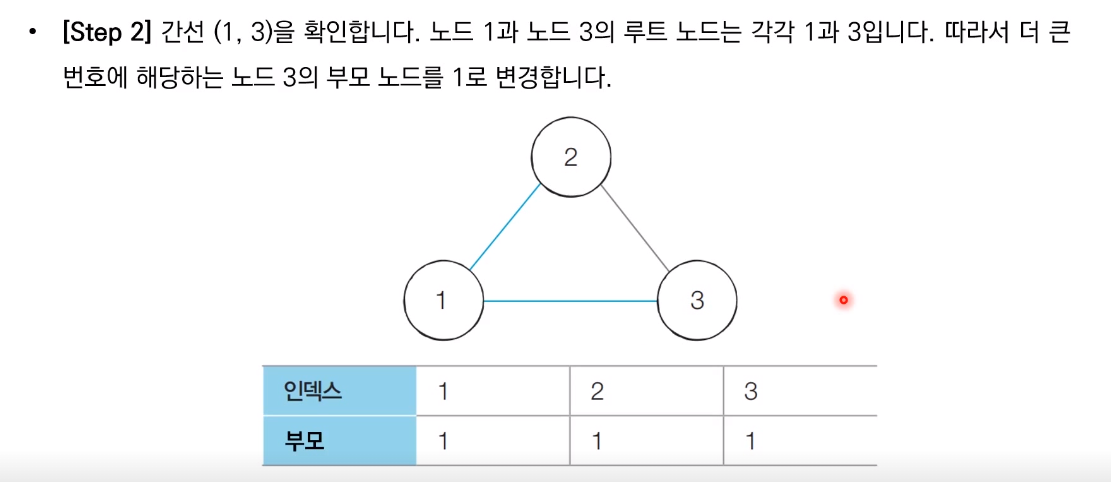 • [Step 2] 간선 (1, 3)을 확인합니다. 노드 1과 노드 3의 루트 노드는 각각 1과 3입니다. 따라서 더 큰
번호에 해당하는 노드 3의 부모 노드를 1로 변경합니다.
2
1 3
인덱스 1 2 3
부모 1 1 1